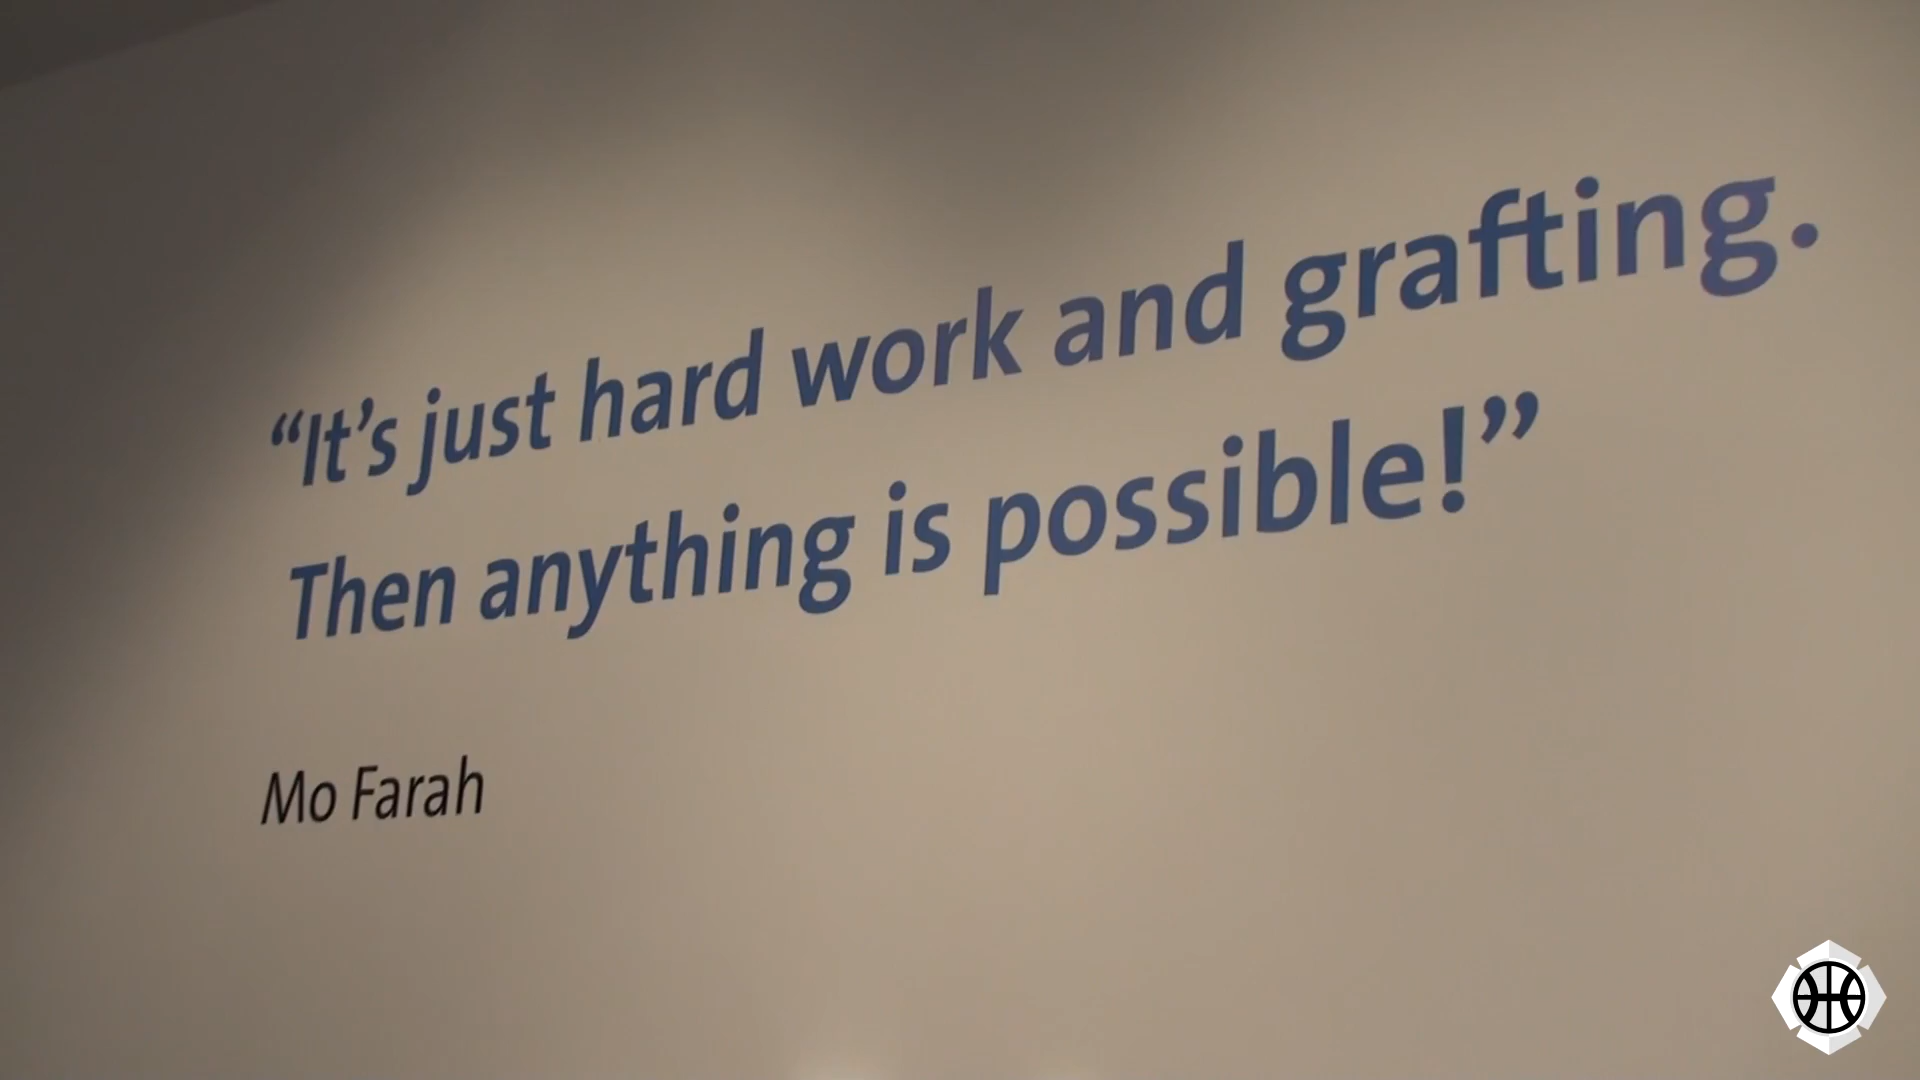 “It’s just hard work and grafting.
Then anything is possible!”
Mo Farah